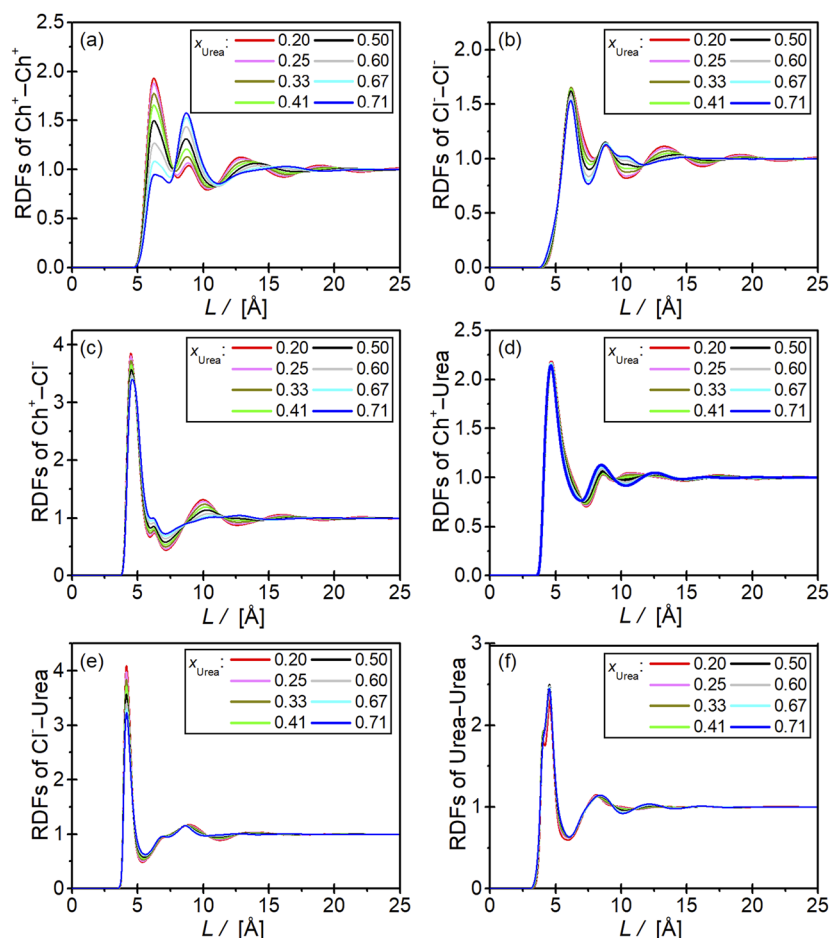 (a)
RDFs of Ch⁺–Ch⁺
x_Urea:
0.20 0.50
0.25 0.60
0.33 0.67
0.41 0.71
2.5
2.0
1.5
1.0
0.5
0.0
0 5 10 15 20 25
L / [Å]
(b)
RDFs of Cl⁻–Cl⁻
x_Urea:
0.20 0.50
0.25 0.60
0.33 0.67
0.41 0.71
2.0
1.5
1.0
0.5
0.0
0 5 10 15 20 25
L / [Å]
(c)
RDFs of Ch⁺–Cl⁻
x_Urea:
0.20 0.50
0.25 0.60
0.33 0.67
0.41 0.71
4
3
2
1
0
0 5 10 15 20 25
L / [Å]
(d)
RDFs of Ch⁺–Urea
x_Urea:
0.20 0.50
0.25 0.60
0.33 0.67
0.41 0.71
2.5
2.0
1.5
1.0
0.5
0.0
0 5 10 15 20 25
L / [Å]
(e)
RDFs of Cl⁻–Urea
x_Urea:
0.20 0.50
0.25 0.60
0.33 0.67
0.41 0.71
4
3
2
1
0
0 5 10 15 20 25
L / [Å]
(f)
RDFs of Urea–Urea
x_Urea:
0.20 0.50
0.25 0.60
0.33 0.67
0.41 0.71
3
2
1
0
0 5 10 15 20 25
L / [Å]